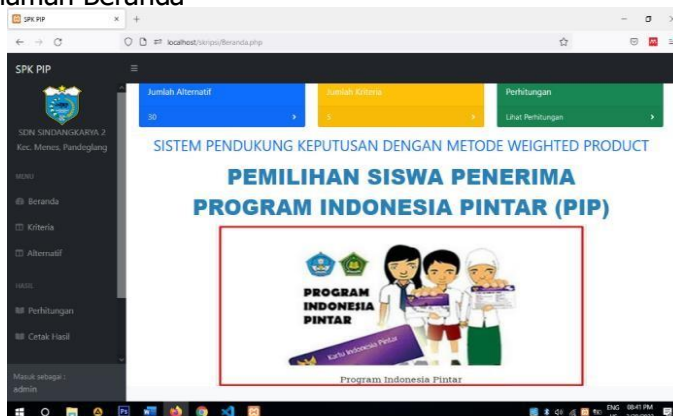 Halaman Beranda
SPK PIP
localhost/skripsi/Beranda.php
SPK PIP
SDN SINDANGKARYA 2
Kec. Menes, Pandeglang
MENU
Beranda
Kriteria
Alternatif
HASIL
Perhitungan
Cetak Hasil
Masuk sebagai :
admin
Jumlah Alternatif
30
Jumlah Kriteria
5
Perhitungan
Lihat Perhitungan
SISTEM PENDUKUNG KEPUTUSAN DENGAN METODE WEIGHTED PRODUCT
PEMILIHAN SISWA PENERIMA
PROGRAM INDONESIA PINTAR (PIP)
PROGRAM
INDONESIA
PINTAR
Kartu Indonesia Pintar
Program Indonesia Pintar
ENG
08:41 PM